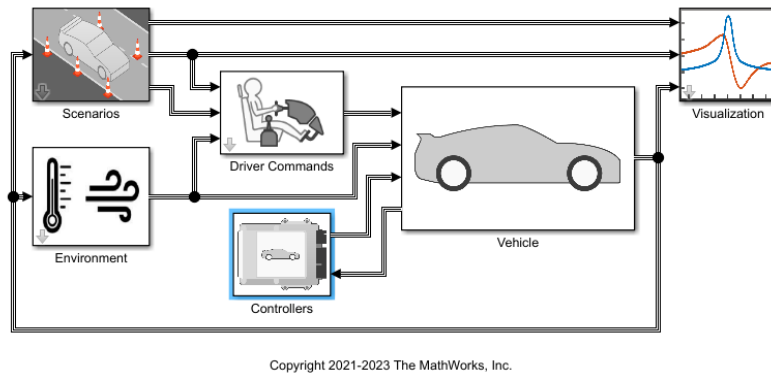 Scenarios
Visualization
Driver Commands
Environment
Vehicle
Controllers
Copyright 2021-2023 The MathWorks, Inc.